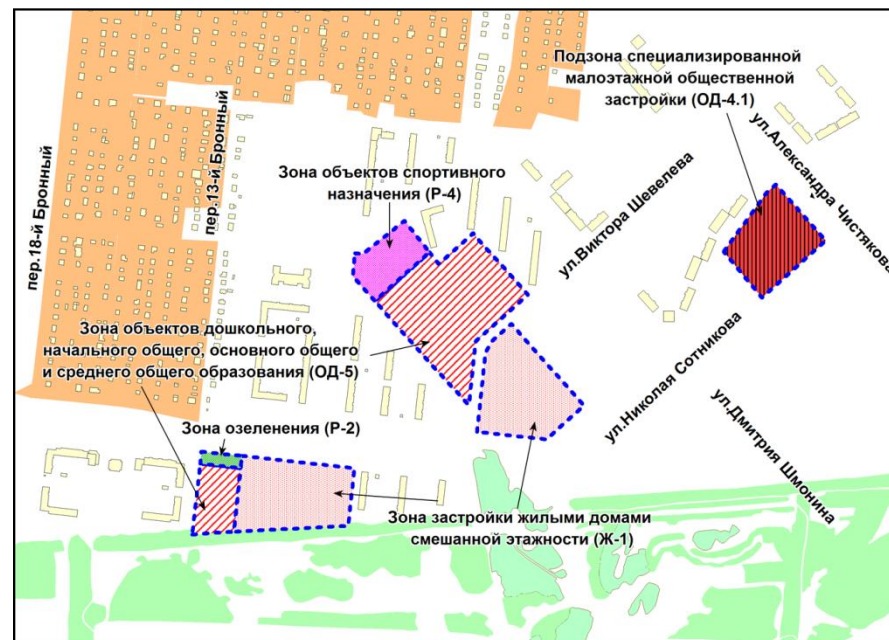 Подзона специализированной
малоэтажной общественной
застройки (ОД-4.1)
ул.Александра Чистякова
пер.13-й Бронный
пер.18-й Бронный
Зона объектов спортивного
назначения (Р-4)
ул.Виктора Шевелева
Зона объектов дошкольного,
начального общего, основного общего
и среднего общего образования (ОД-5)
ул.Николая Сотникова
ул.Дмитрия Шмонина
Зона озеленения (Р-2)
Зона застройки жилыми домами
смешанной этажности (Ж-1)